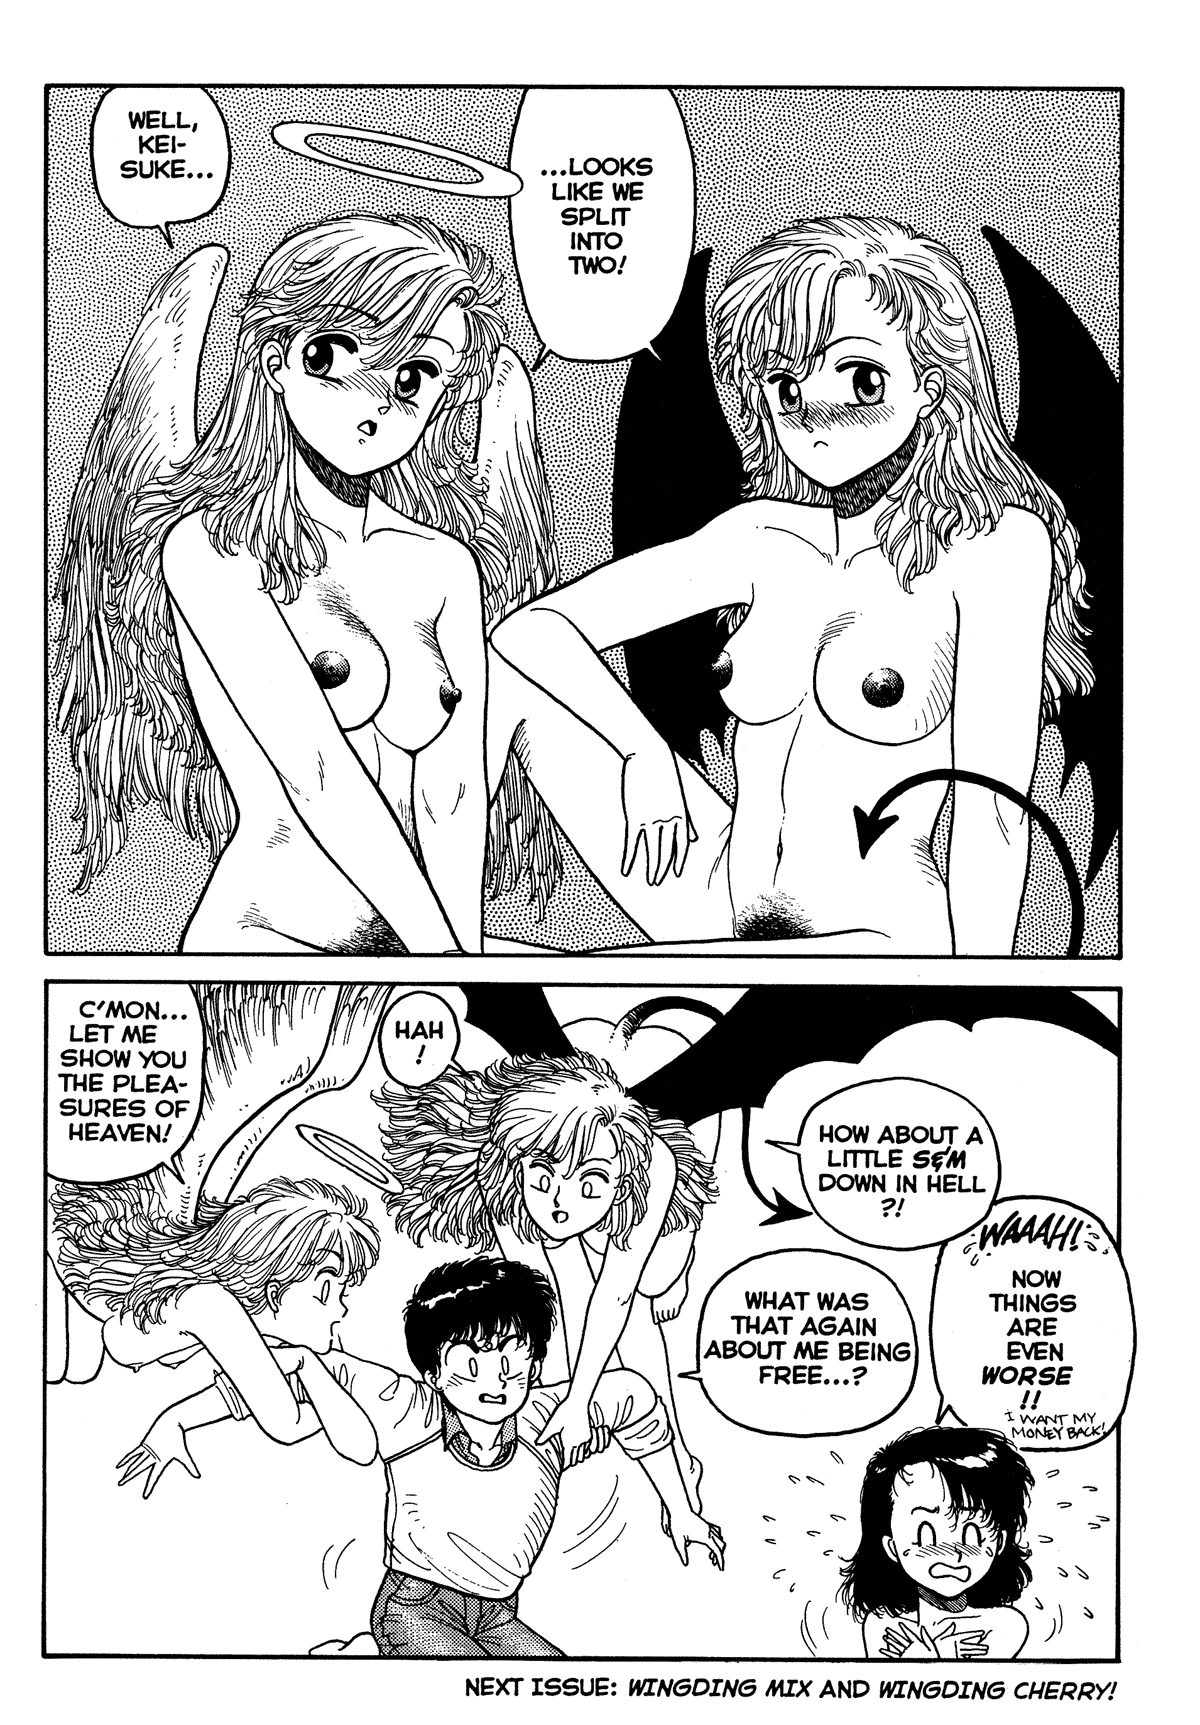 WELL,
KEI-
SUKE...
...LOOKS
LIKE WE
SPLIT
INTO
TWO!
C'MON...
LET ME
SHOW YOU
THE PLEA-
SURES OF
HEAVEN!
HAH
!
HOW ABOUT A
LITTLE S&M
DOWN IN HELL
?!
WHAT WAS
THAT AGAIN
ABOUT ME BEING
FREE...?
WAAAH!
NOW
THINGS
ARE
EVEN
WORSE
!!
I WANT MY
MONEY BACK!
NEXT ISSUE: WINGDING MIX AND WINGDING CHERRY!